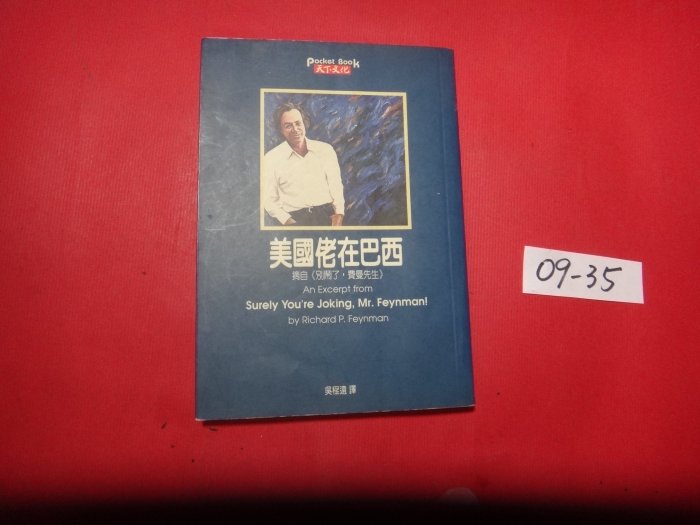 Pocket Book
天下文化
美國佬在巴西
摘自《別鬧了，費曼先生》
An Excerpt from
Surely You're Joking, Mr. Feynman!
by Richard P. Feynman
吳程遠 譯
09-35